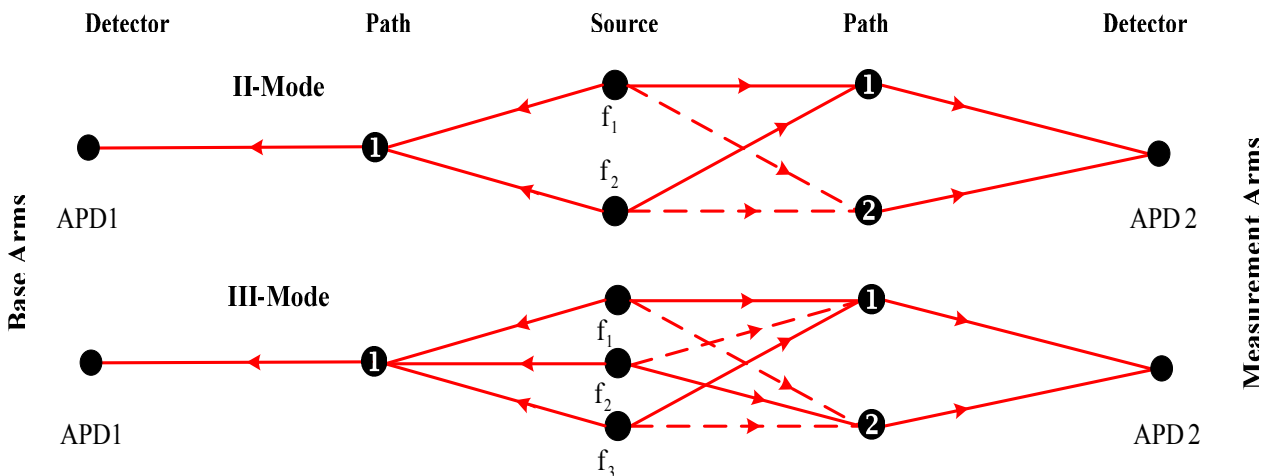 Detector Path Source Path Detector
II-Mode
1
1
f1
f2
2
APD1
APD 2
Base Arms
Measurement Arms
III-Mode
1
f1
1
f2
2
APD1
APD 2
f3